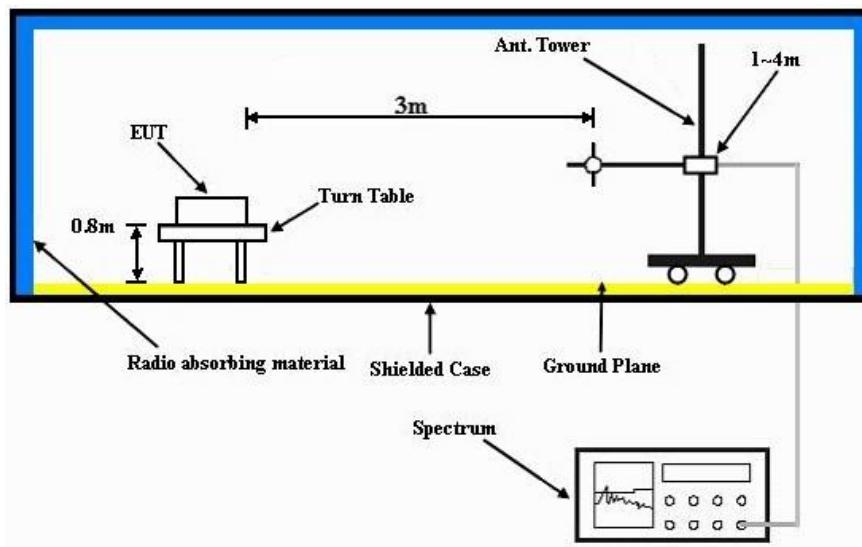 Ant. Tower
1~4m
3m
EUT
Turn Table
0.8m
Radio absorbing material
Shielded Case
Ground Plane
Spectrum